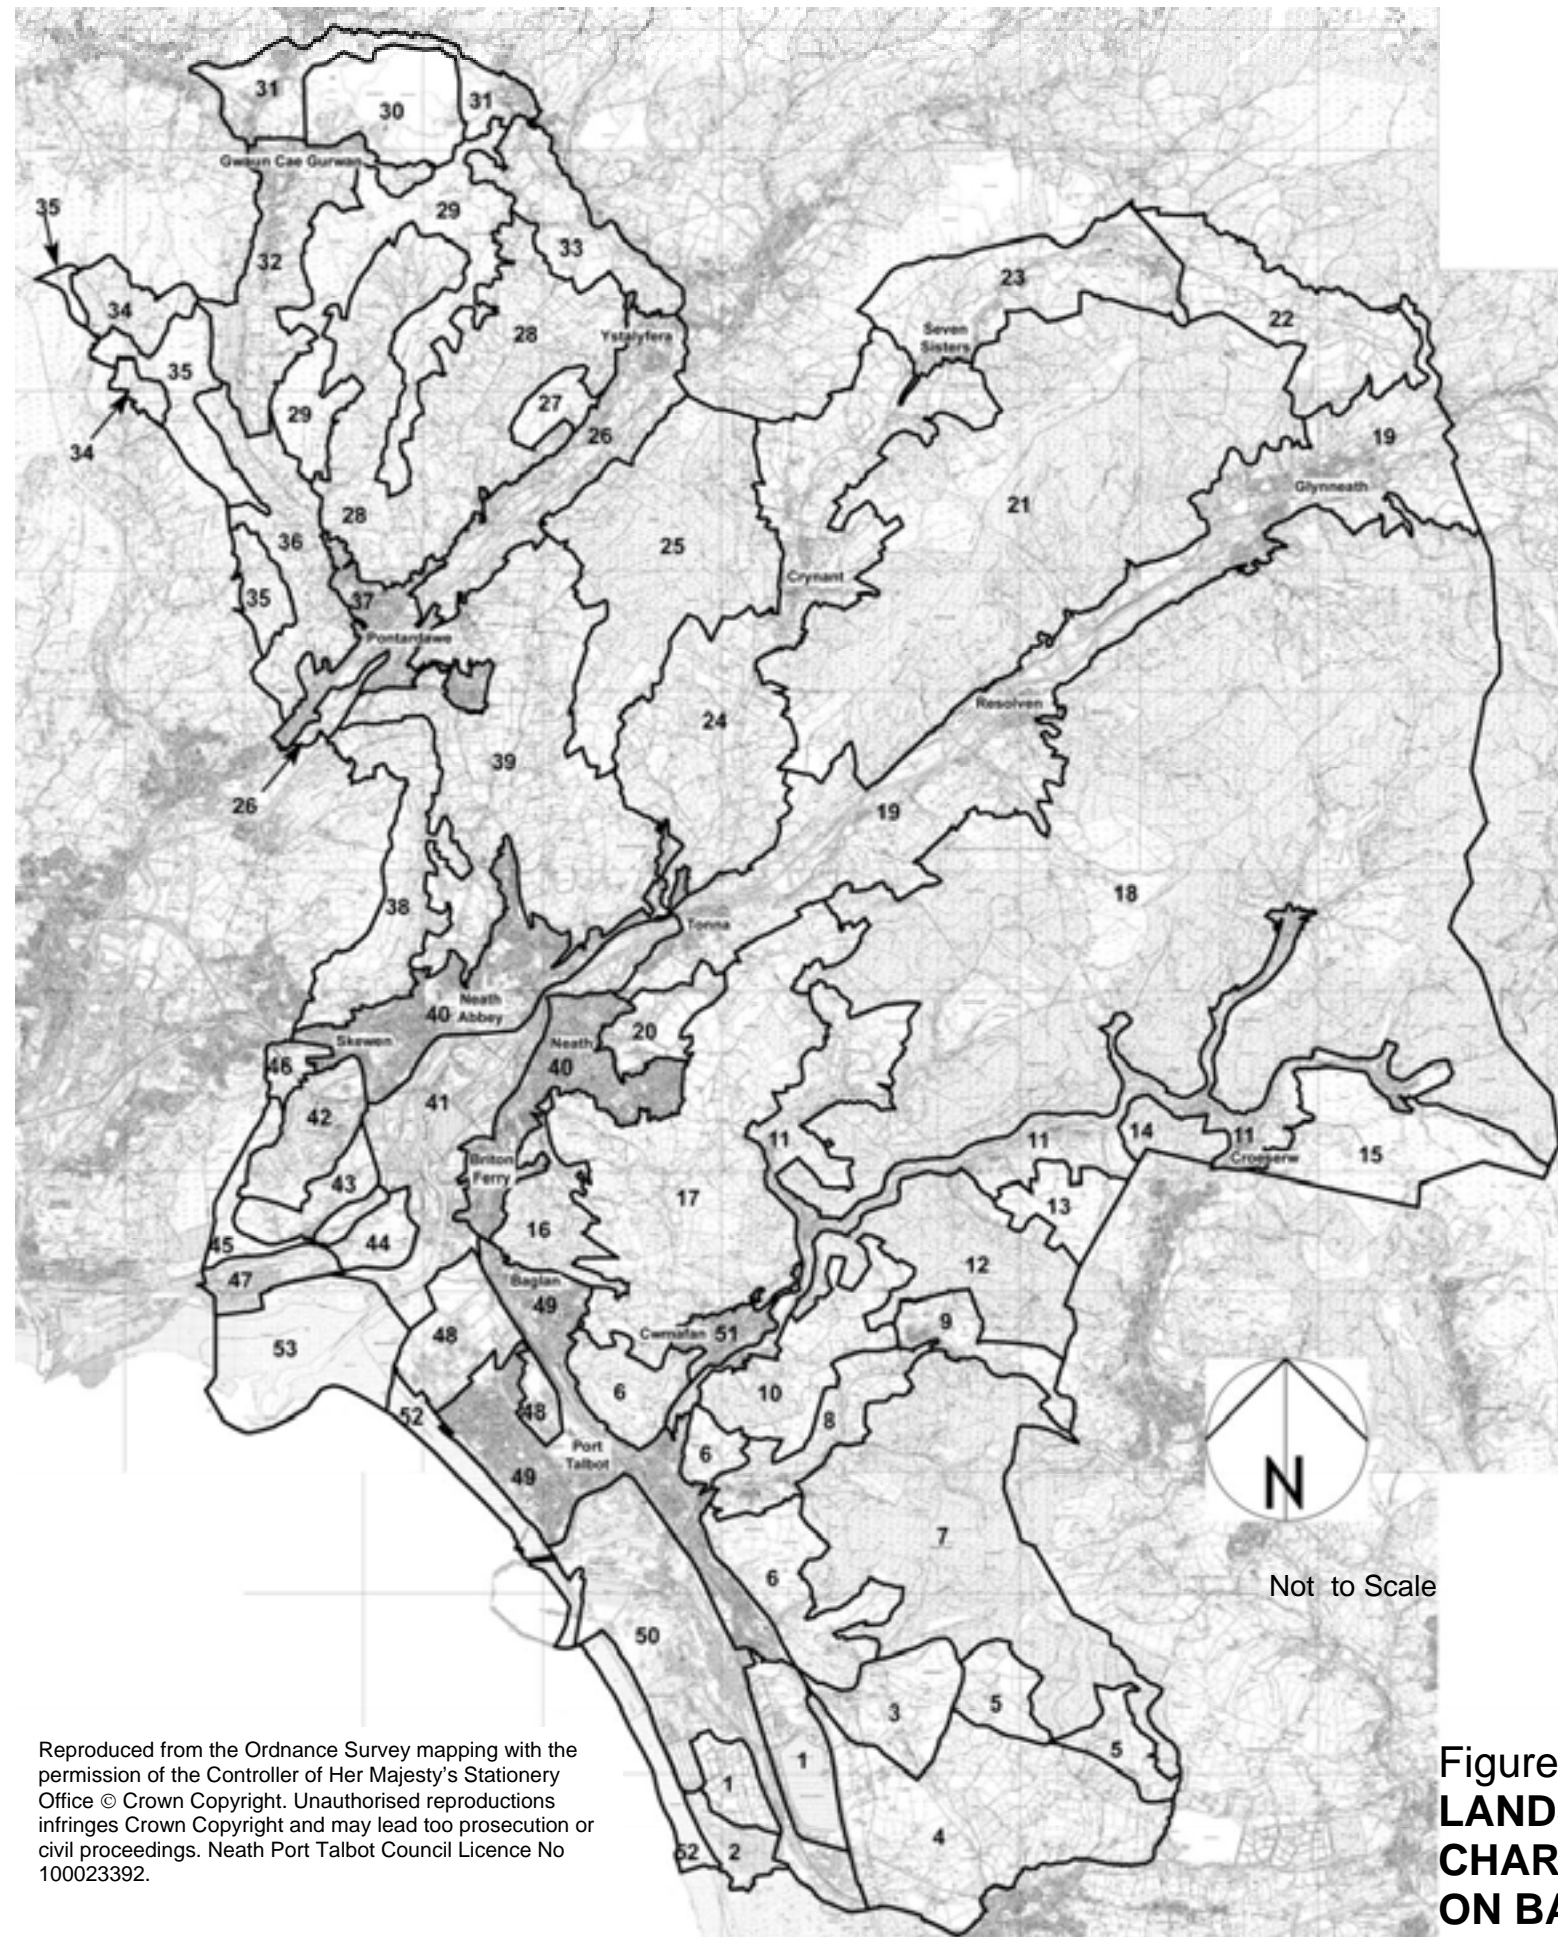 31
30
31
Gwaun Cae Gurwan
35
29
33
32
23
34
22
28
Seven
Sisters
Ystalyfera
35
27
29
26
19
34
Glynneath
21
28
36
25
Crynant
35
37
Pontardawe
Resolven
24
39
26
19
18
38
Tonna
Neath
Abbey
40
20
Skewen
Neath
46
40
41
42
11
11
14
11
Croeserw
15
Briton
Ferry
43
17
13
16
44
45
12
47
Baglan
49
9
48
Cwmafan
51
53
6
10
52
48
8
Port
Talbot
6
49
N
7
6
Not to Scale
50
3
5
1
5
1
4
2
52
Reproduced from the Ordnance Survey mapping with the
permission of the Controller of Her Majesty's Stationery
Office © Crown Copyright. Unauthorised reproductions
infringes Crown Copyright and may lead too prosecution or
civil proceedings. Neath Port Talbot Council Licence No
100023392.
Figure
LAND
CHAR
ON BA